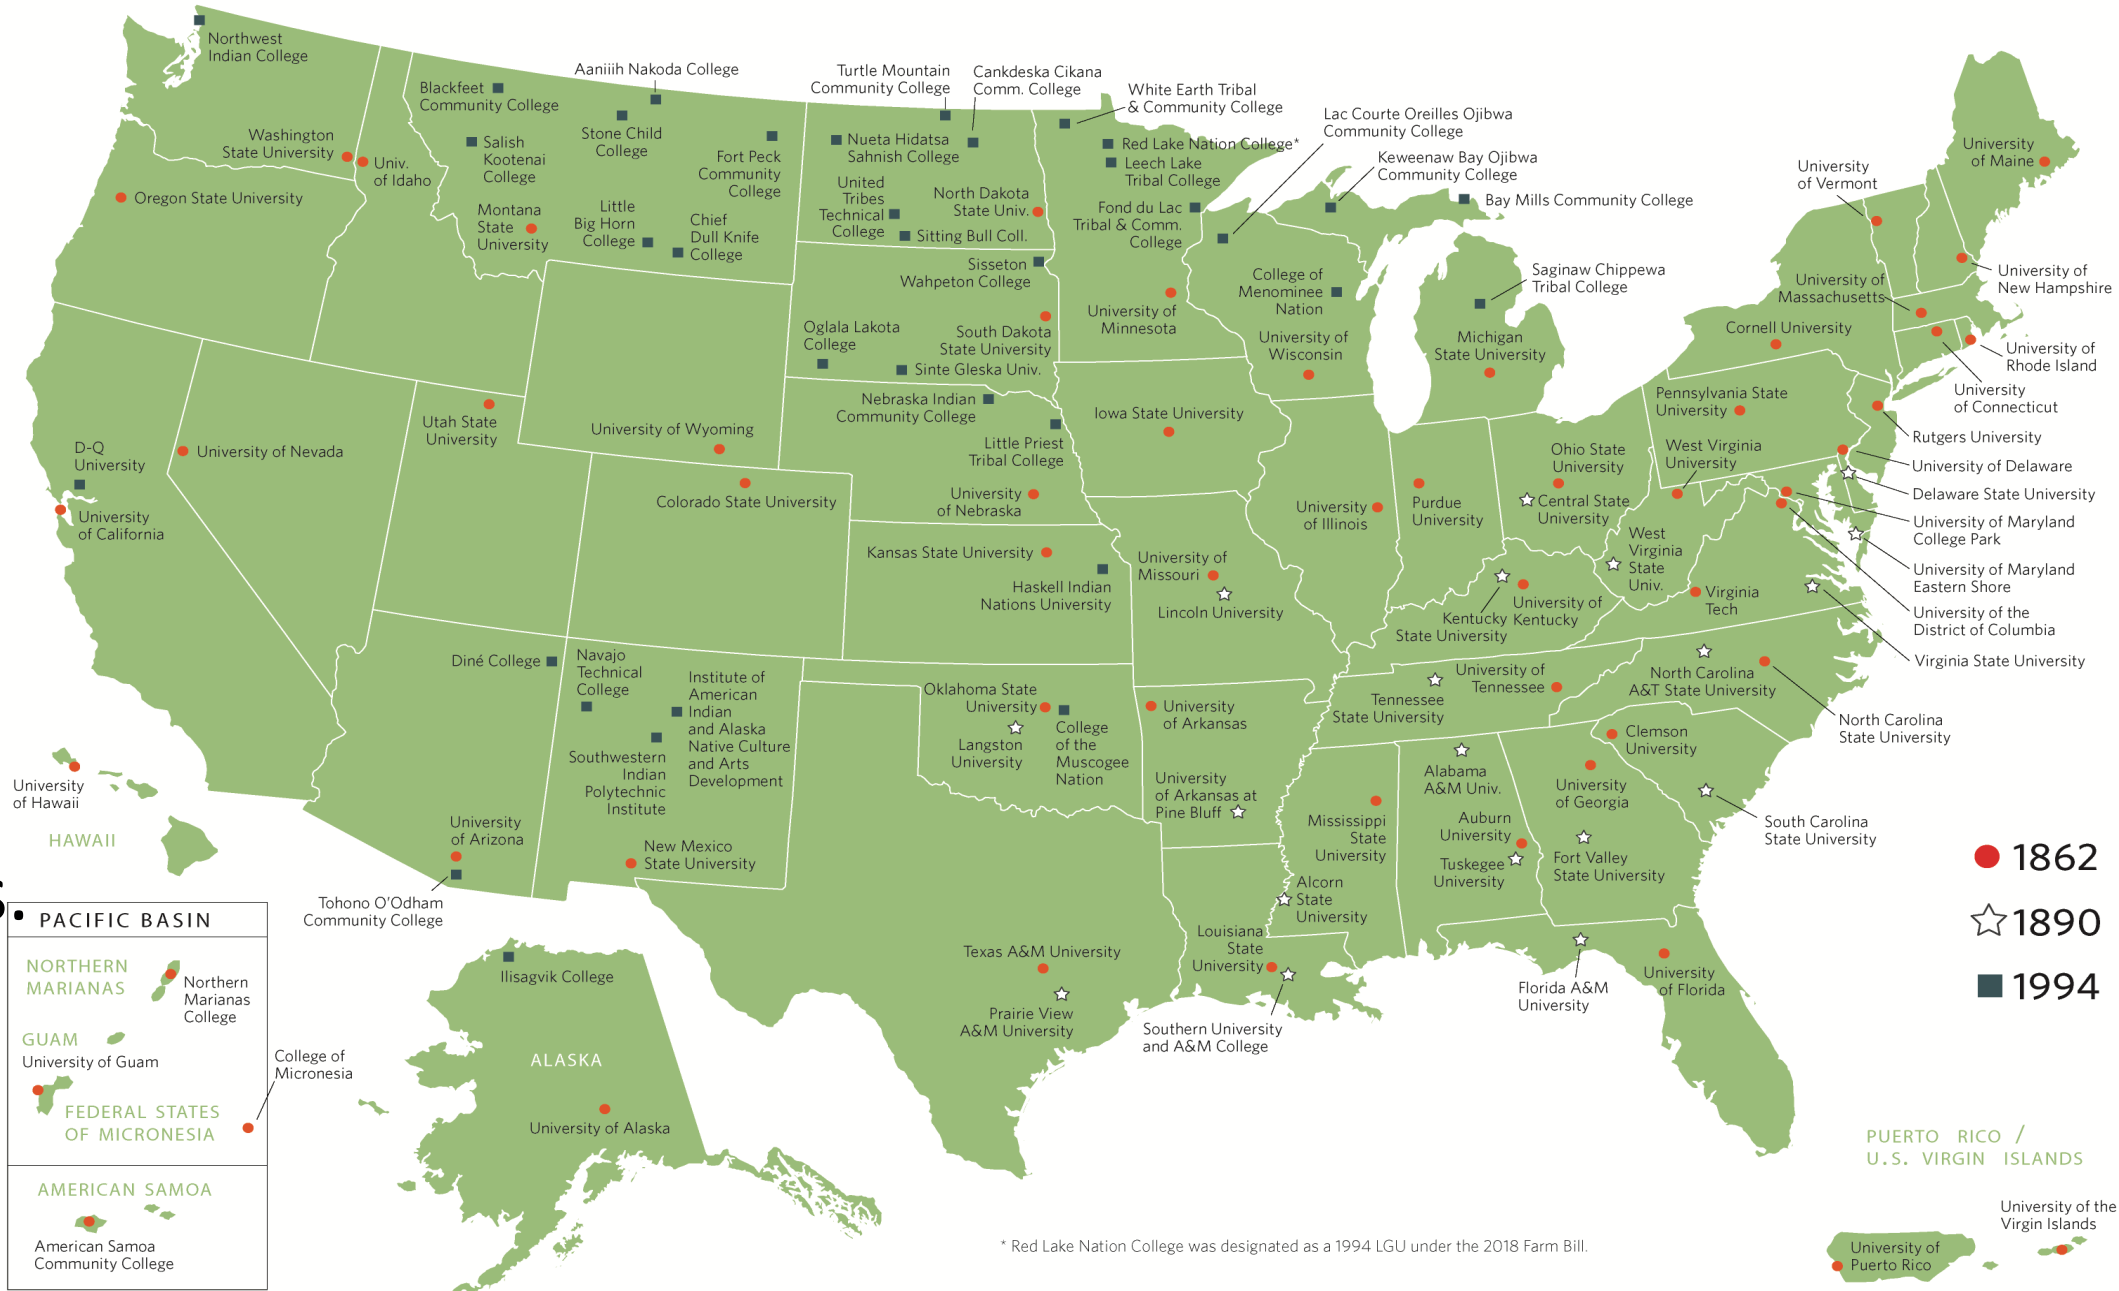 Northwest
Indian College
Washington
State University
Univ.
of Idaho
Oregon State University
Blackfeet
Community College
Salish
Kootenai
College
Montana
State
University
Aaniiih Nakoda College
Stone Child
College
Fort Peck
Community
College
Little
Big Horn
College
Chief
Dull Knife
College
Turtle Mountain
Community College
Cankdeska Cikana
Comm. College
Nueta Hidatsa
Sahnish College
United
Tribes
Technical
College
North Dakota
State Univ.
Sitting Bull Coll.
Sisseton
Wahpeton College
Oglala Lakota
College
South Dakota
State University
Sinte Gleska Univ.
White Earth Tribal
& Community College
Red Lake Nation College*
Leech Lake
Tribal College
Fond du Lac
Tribal & Comm.
College
University of
Minnesota
Lac Courte Oreilles Ojibwa
Community College
Keweenaw Bay Ojibwa
Community College
Bay Mills Community College
College of
Menominee
Nation
University of
Wisconsin
Saginaw Chippewa
Tribal College
Michigan
State University
University
of Maine
University
of Vermont
University of
New Hampshire
University of
Massachusetts
Cornell University
University of
Rhode Island
University
of Connecticut
Pennsylvania State
University
Rutgers University
West Virginia
University
University of Delaware
Delaware State University
University of Maryland
College Park
University of Maryland
Eastern Shore
University of the
District of Columbia
Virginia State University
D-Q
University
University
of California
University of Nevada
Utah State
University
University of Wyoming
Colorado State University
Nebraska Indian
Community College
Little Priest
Tribal College
University
of Nebraska
Iowa State University
Kansas State University
Haskell Indian
Nations University
University of
Missouri
Lincoln University
University
of Illinois
Purdue
University
Ohio State
University
Central State
University
West
Virginia
State
Univ.
Virginia
Tech
Kentucky
State University
University of
Kentucky
Diné College
Navajo
Technical
College
Institute of
American
Indian
and Alaska
Native Culture
and Arts
Development
Southwestern
Indian
Polytechnic
Institute
University
of Arizona
New Mexico
State University
Tohono O'Odham
Community College
Oklahoma State
University
Langston
University
College
of the
Muscogee
Nation
University
of Arkansas
University
of Arkansas at
Pine Bluff
Tennessee
State University
University of
Tennessee
North Carolina
A&T State University
North Carolina
State University
Clemson
University
South Carolina
State University
Alabama
A&M Univ.
Auburn
University
Tuskegee
University
University
of Georgia
Fort Valley
State University
Mississippi
State
University
Alcorn
State
University
Louisiana
State
University
Southern University
and A&M College
Texas A&M University
Prairie View
A&M University
Florida A&M
University
University
of Florida
University
of Hawaii
HAWAII
PACIFIC BASIN
NORTHERN
MARIANAS
Northern
Marianas
College
GUAM
University of Guam
FEDERAL STATES
OF MICRONESIA
College of
Micronesia
AMERICAN SAMOA
American Samoa
Community College
Ilisagvik College
ALASKA
University of Alaska
1862
1890
1994
PUERTO RICO /
U.S. VIRGIN ISLANDS
University of the
Virgin Islands
University of
Puerto Rico
* Red Lake Nation College was designated as a 1994 LGU under the 2018 Farm Bill.